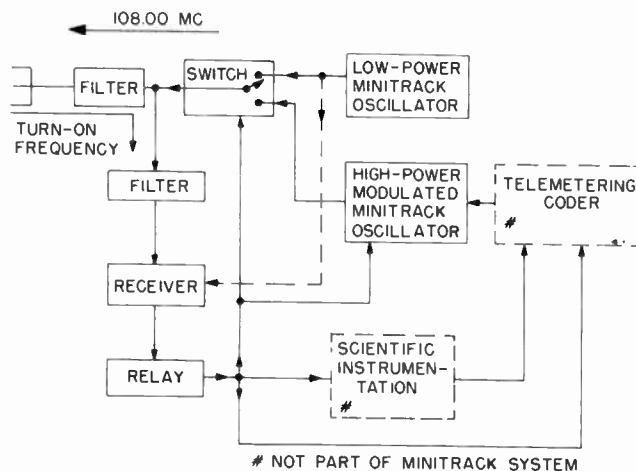 108.00 MC
FILTER
SWITCH
LOW-POWER
MINITRACK
OSCILLATOR
TURN-ON
FREQUENCY
FILTER
HIGH-POWER
MODULATED
MINITRACK
OSCILLATOR
TELEMETERING
CODER
#
RECEIVER
RELAY
SCIENTIFIC
INSTRUMEN-
TATION
#
# NOT PART OF MINITRACK SYSTEM